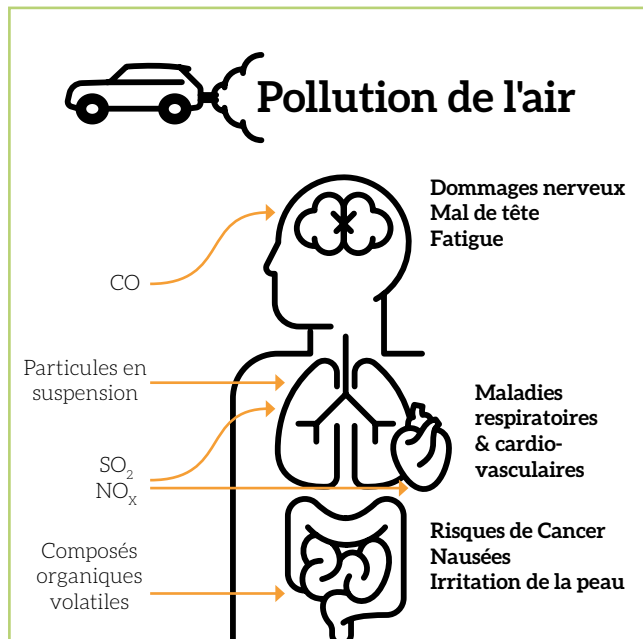 Pollution de l'air
Dommages nerveux
Mal de tête
Fatigue
CO
Particules en
suspension
Maladies
respiratoires
& cardio-
vasculaires
SO₂
NOₓ
Risques de Cancer
Nausées
Irritation de la peau
Composés
organiques
volatiles